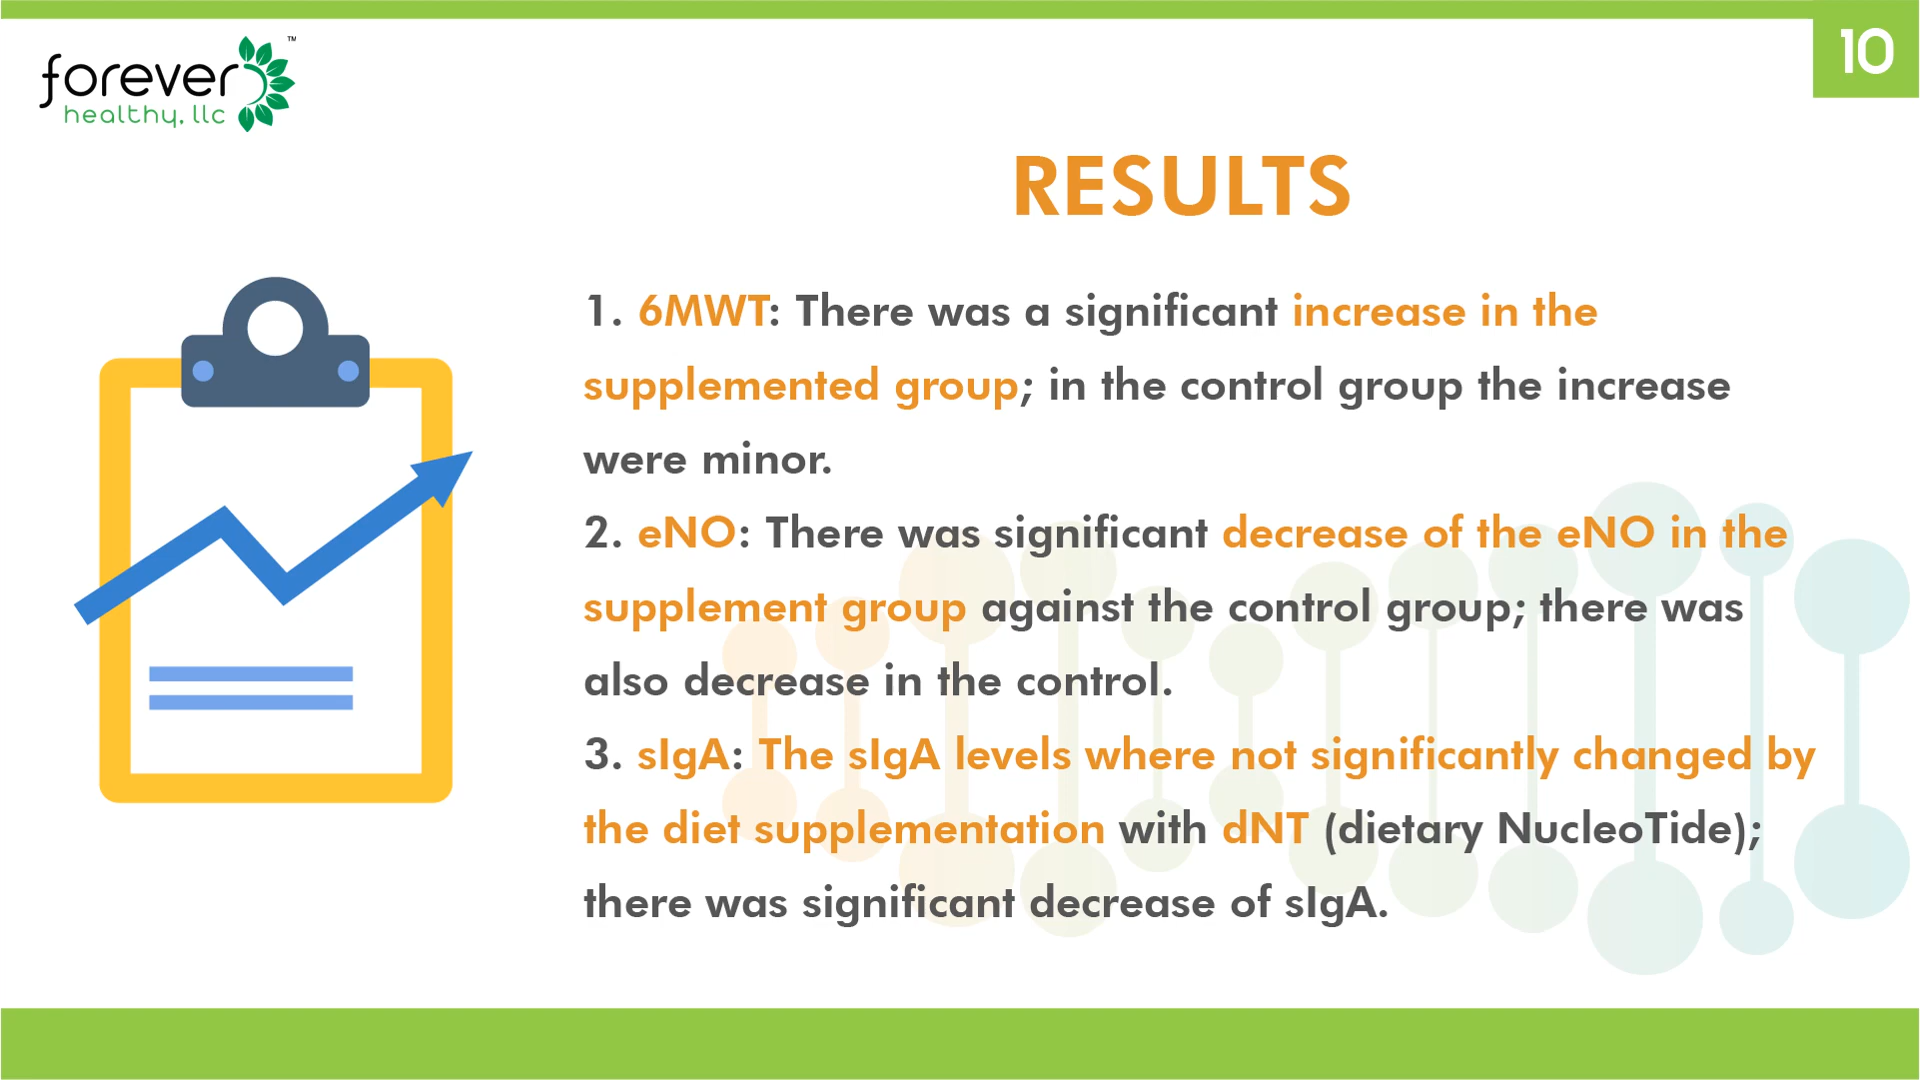 forever ™
healthy, llc
10
RESULTS
1. 6MWT: There was a significant increase in the
supplemented group; in the control group the increase
were minor.
2. eNO: There was significant decrease of the eNO in the
supplement group against the control group; there was
also decrease in the control.
3. sIgA: The sIgA levels where not significantly changed by
the diet supplementation with dNT (dietary NucleoTide);
there was significant decrease of sIgA.